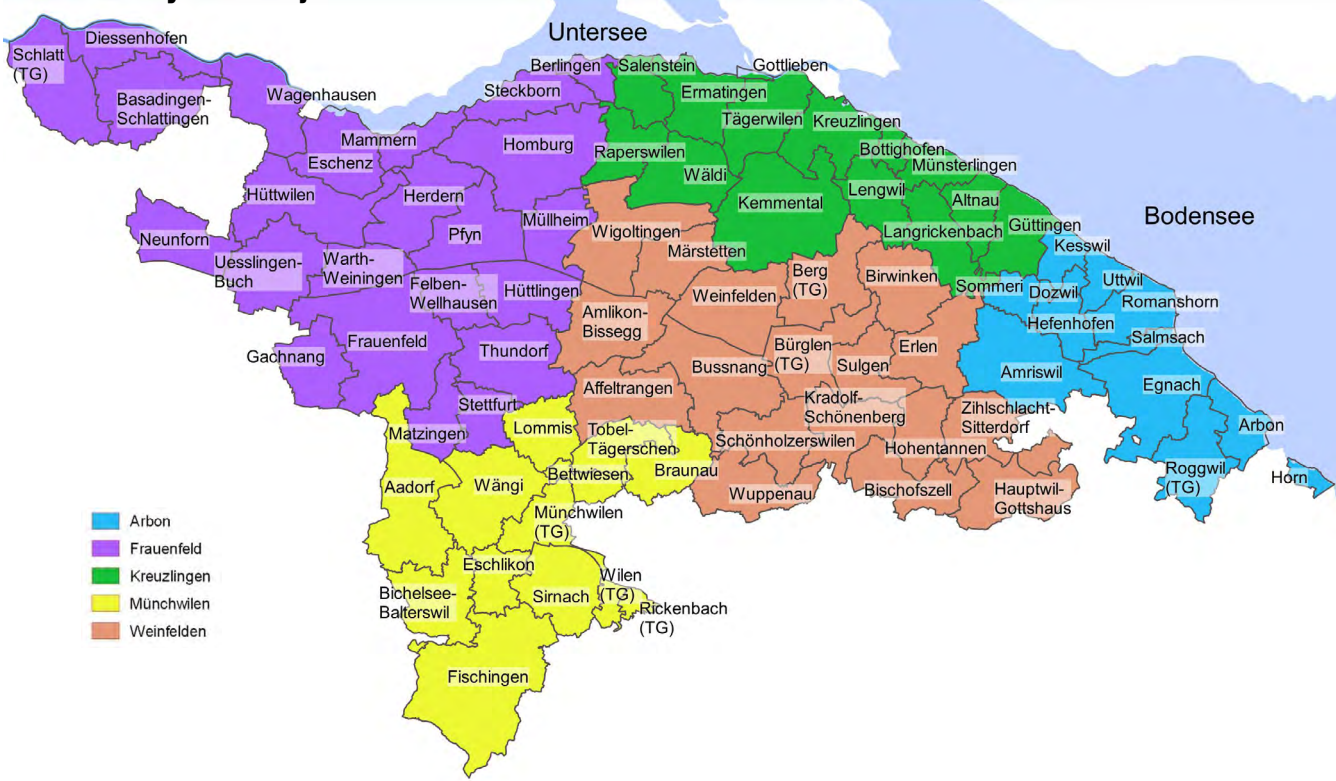 Untersee
Diessenhofen
Schlatt
(TG)
Berlingen
Salenstein
Gottlieben
Steckborn
Ermatingen
Basadingen-
Schlattingen
Wagenhausen
Tägerwilen
Kreuzlingen
Mammern
Homburg
Bottighofen
Eschenz
Raperswilen
Münsterlingen
Wäldi
Lengwil
Hüttwilen
Herdern
Kemmental
Altnau
Bodensee
Müllheim
Güttingen
Neunforn
Pfyn
Wigoltingen
Langrickenbach
Märstetten
Kesswil
Uesslingen-
Buch
Warth-
Weiningen
Felben-
Wellhausen
Hüttlingen
Weinfelden
Berg
(TG)
Birwinken
Sommeri
Dozwil
Uttwil
Romanshorn
Amlikon-
Bissegg
Hefenhofen
Salmsach
Gachnang
Frauenfeld
Thundorf
Bussnang
Bürglen
(TG)
Sulgen
Erlen
Amriswil
Egnach
Affeltrangen
Stettfurt
Kradolf-
Schönenberg
Zihlschlacht-
Sitterdorf
Matzingen
Lommis
Tobel-
Tägerschen
Schönholzerswilen
Hohentannen
Arbon
Aadorf
Wängi
Bettwiesen
Braunau
Wuppenau
Bischofszell
Hauptwil-
Gottshaus
Roggwil
(TG)
Horn
Münchwilen
(TG)
Eschlikon
Bichelsee-
Balterswil
Sirnach
Wilen
(TG)
Rickenbach
(TG)
Fischingen
Arbon
Frauenfeld
Kreuzlingen
Münchwilen
Weinfelden